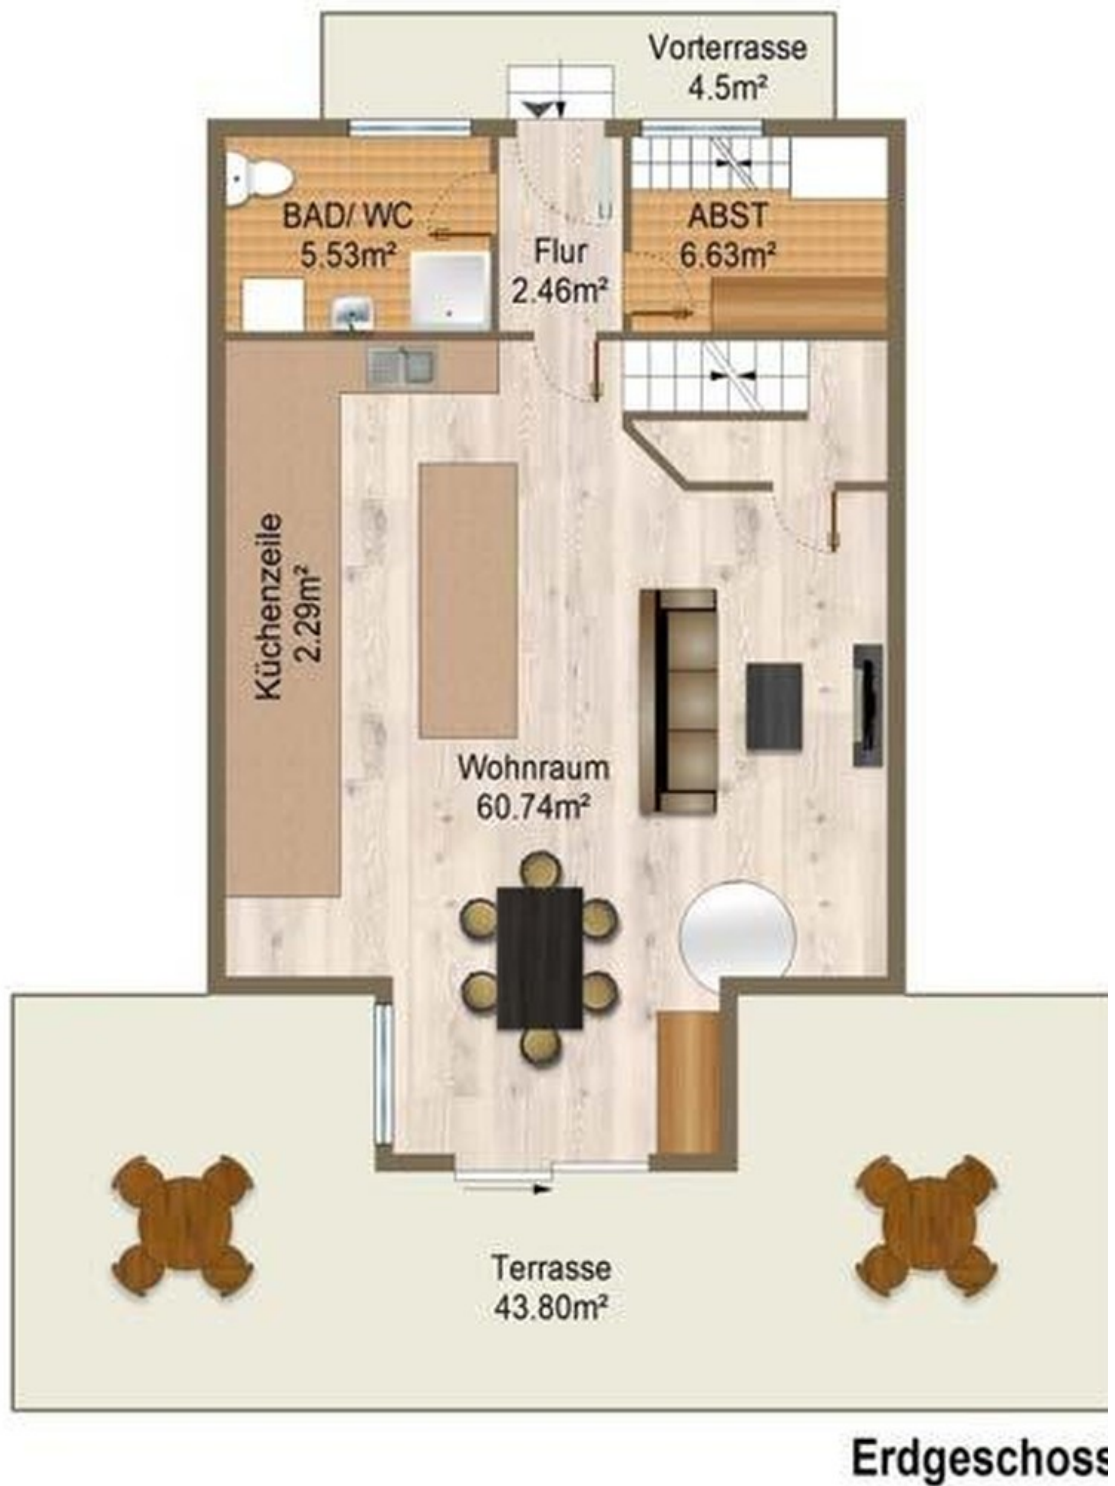 Vorterrasse
4.5m²
BAD/ WC
5.53m²
Flur
2.46m²
ABST
6.63m²
Küchenzeile
2.29m²
Wohnraum
60.74m²
Terrasse
43.80m²
Erdgeschoss